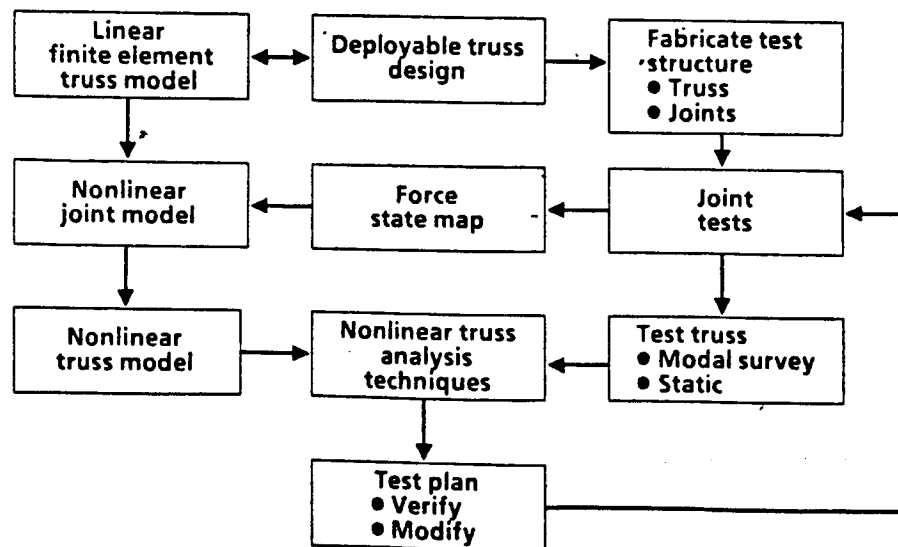 Linear
finite element
truss model
Deployable truss
design
Fabricate test
structure
● Truss
● Joints
Nonlinear
joint model
Force
state map
Joint
tests
Nonlinear
truss model
Nonlinear truss
analysis
techniques
Test truss
● Modal survey
● Static
Test plan
● Verify
● Modify